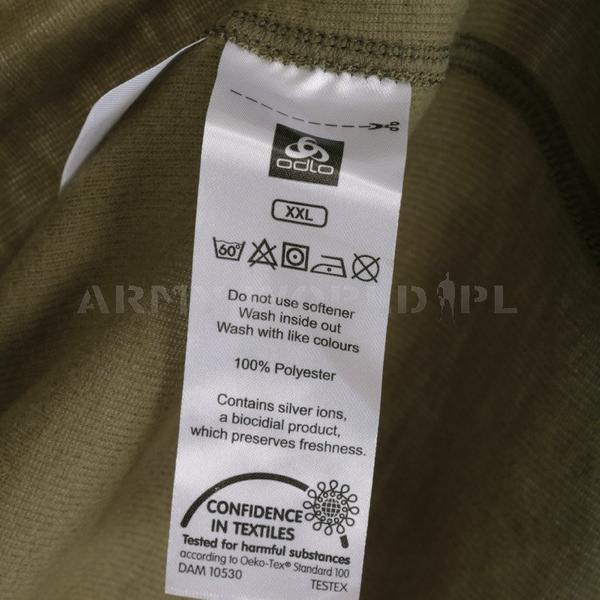 odlo
XXL
60°
Do not use softener
Wash inside out
Wash with like colours
100% Polyester
Contains silver ions,
a biocidial product,
which preserves freshness.
CONFIDENCE
IN TEXTILES
Tested for harmful substances
according to Oeko-Tex® Standard 100
DAM 10530 TESTEX
ARMYWORLD PL